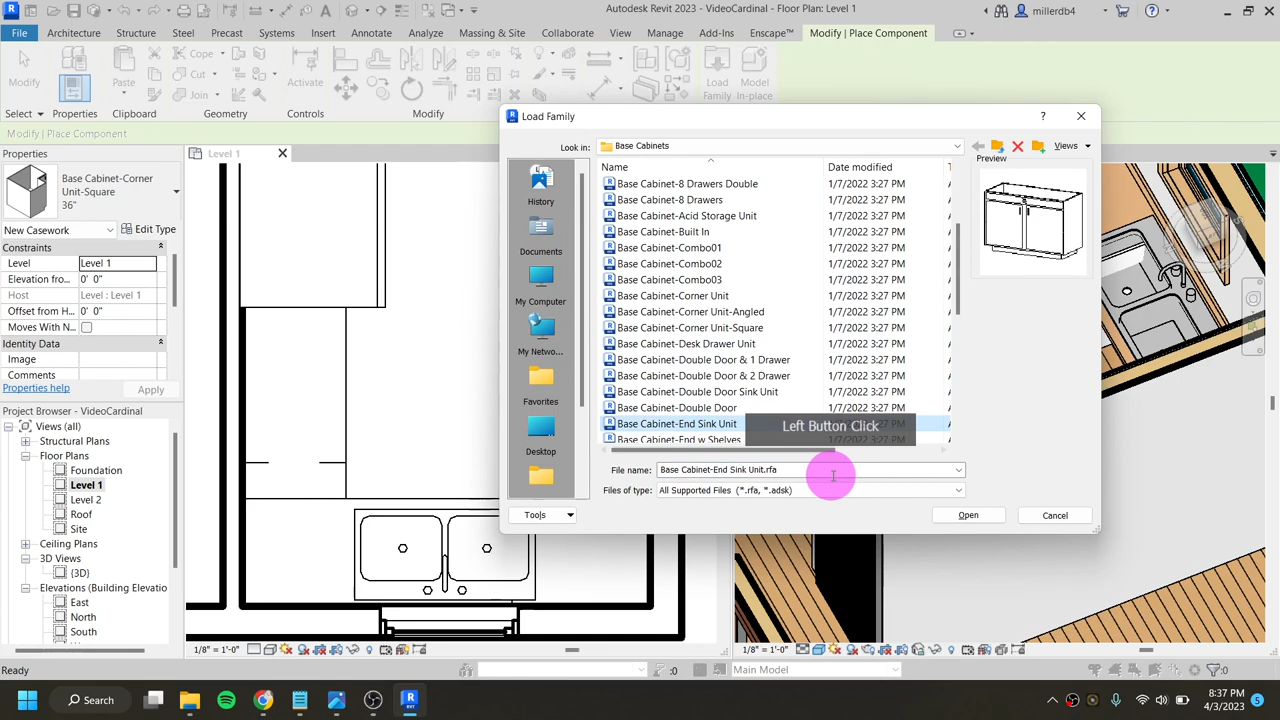 Autodesk Revit 2023 - VideoCardinal - Floor Plan: Level 1
millerdb4
File Architecture Structure Steel Precast Systems Insert Annotate Analyze Massing & Site Collaborate View Manage Add-Ins Enscape™ Modify | Place Component
Modify
Paste
Cope
Cut
Join
Activate
Load Family
Model In-place
Select Properties Clipboard Geometry Controls Modify
Modify | Place Component
Properties
Base Cabinet-Corner Unit-Square
36"
New Casework
Edit Type
Constraints
Level Level 1
Elevation fro... 0' 0"
Host Level : Level 1
Offset from H... 0' 0"
Moves With N...
Identity Data
Image
Comments
Properties help
Apply
Project Browser - VideoCardinal
Views (all)
Structural Plans
Floor Plans
Foundation
Level 1
Level 2
Roof
Site
Ceiling Plans
3D Views
{3D}
Elevations (Building Elevatio
East
North
South
Level 1
Load Family
Look in: Base Cabinets
Views
Preview
History
Documents
My Computer
My Netwo...
Favorites
Desktop
Name Date modified
Base Cabinet-8 Drawers Double 1/7/2022 3:27 PM
Base Cabinet-8 Drawers 1/7/2022 3:27 PM
Base Cabinet-Acid Storage Unit 1/7/2022 3:27 PM
Base Cabinet-Built In 1/7/2022 3:27 PM
Base Cabinet-Combo01 1/7/2022 3:27 PM
Base Cabinet-Combo02 1/7/2022 3:27 PM
Base Cabinet-Combo03 1/7/2022 3:27 PM
Base Cabinet-Corner Unit 1/7/2022 3:27 PM
Base Cabinet-Corner Unit-Angled 1/7/2022 3:27 PM
Base Cabinet-Corner Unit-Square 1/7/2022 3:27 PM
Base Cabinet-Desk Drawer Unit 1/7/2022 3:27 PM
Base Cabinet-Double Door & 1 Drawer 1/7/2022 3:27 PM
Base Cabinet-Double Door & 2 Drawer 1/7/2022 3:27 PM
Base Cabinet-Double Door Sink Unit 1/7/2022 3:27 PM
Base Cabinet-Double Door 1/7/2022 3:27 PM
Base Cabinet-End Sink Unit
Base Cabinet-End w Shelves
Left Button Click
File name: Base Cabinet-End Sink Unit.rfa
Files of type: All Supported Files (*.rfa, *.adsk)
Tools
Open
Cancel
1/8" = 1'-0"
1/8" = 1'-0"
Ready
:0
Main Model
:0
Search
8:37 PM
4/3/2023
5